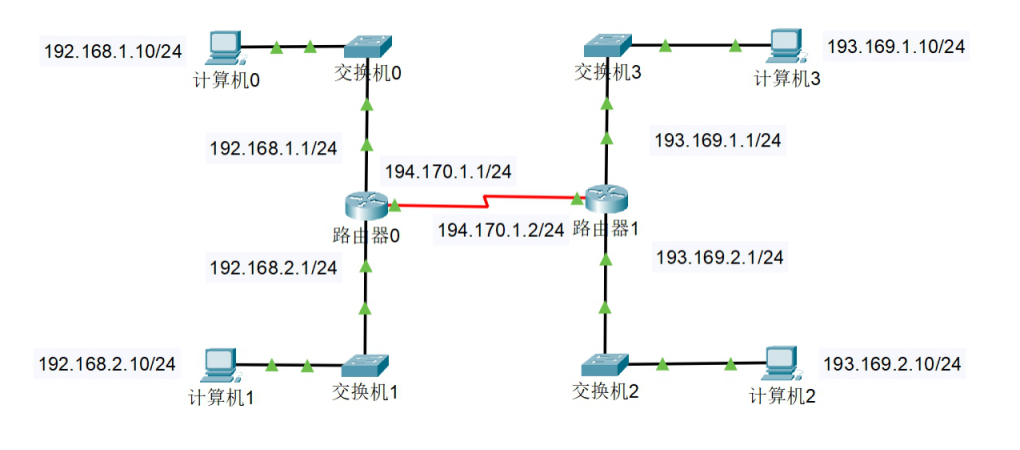 192.168.1.10/24
计算机0
交换机0
交换机3
193.169.1.10/24
计算机3
192.168.1.1/24
193.169.1.1/24
194.170.1.1/24
路由器0
194.170.1.2/24
路由器1
192.168.2.1/24
193.169.2.1/24
192.168.2.10/24
计算机1
交换机1
交换机2
193.169.2.10/24
计算机2